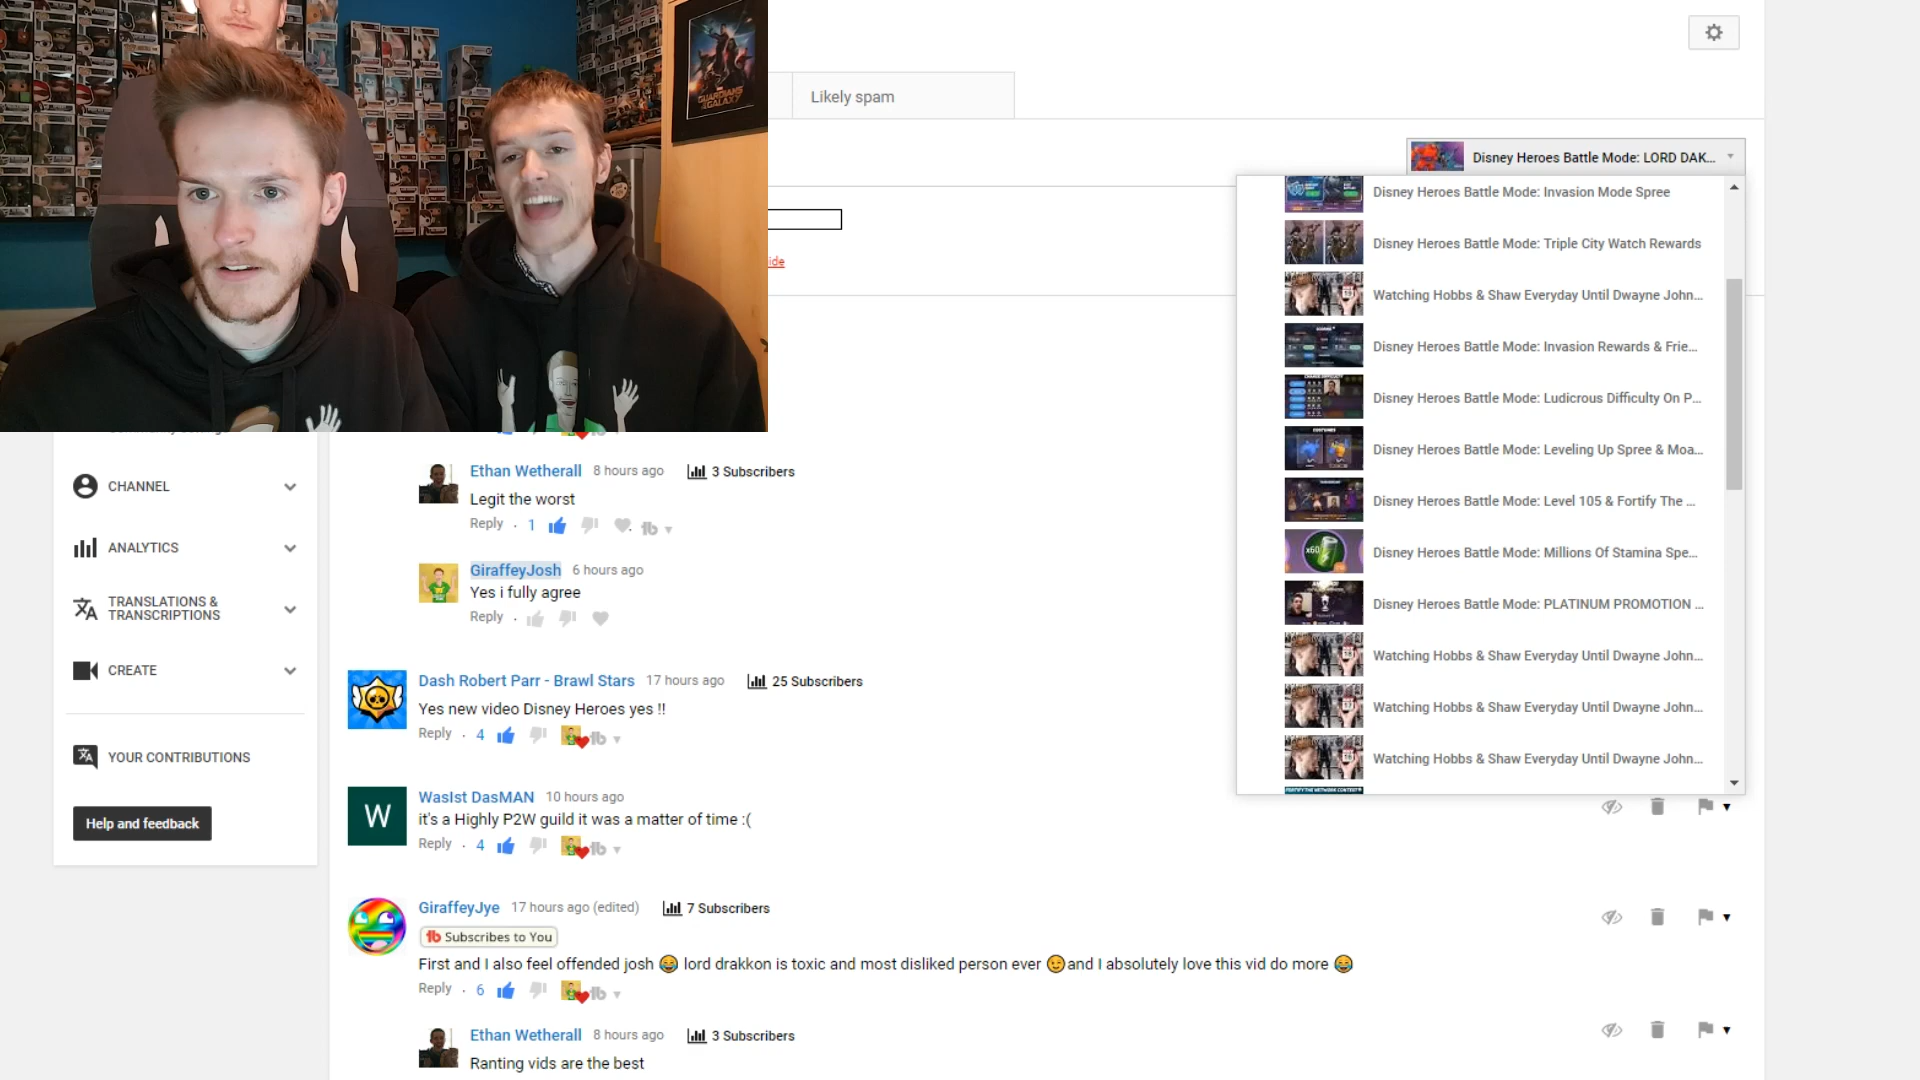 GUARDIANS
GALAXY
Likely spam
Disney Heroes Battle Mode: LORD DAK...
Disney Heroes Battle Mode: Invasion Mode Spree
Disney Heroes Battle Mode: Triple City Watch Rewards
Watching Hobbs & Shaw Everyday Until Dwayne John...
Disney Heroes Battle Mode: Invasion Rewards & Frie...
Disney Heroes Battle Mode: Ludicrous Difficulty On P...
Disney Heroes Battle Mode: Leveling Up Spree & Moa...
Disney Heroes Battle Mode: Level 105 & Fortify The ...
x60
Disney Heroes Battle Mode: Millions Of Stamina Spe...
Disney Heroes Battle Mode: PLATINUM PROMOTION ...
Watching Hobbs & Shaw Everyday Until Dwayne John...
Watching Hobbs & Shaw Everyday Until Dwayne John...
Watching Hobbs & Shaw Everyday Until Dwayne John...
ide
CHANNEL
ANALYTICS
TRANSLATIONS &
TRANSCRIPTIONS
CREATE
YOUR CONTRIBUTIONS
Help and feedback
Ethan Wetherall 8 hours ago 3 Subscribers
Legit the worst
Reply · 1
GiraffeyJosh 6 hours ago
Yes i fully agree
Reply ·
Dash Robert Parr - Brawl Stars 17 hours ago 25 Subscribers
Yes new video Disney Heroes yes !!
Reply · 4
W
WasIst DasMAN 10 hours ago
it's a Highly P2W guild it was a matter of time :(
Reply · 4
GiraffeyJye 17 hours ago (edited) 7 Subscribers
Subscribes to You
First and I also feel offended josh 😂 lord drakkon is toxic and most disliked person ever 😉and I absolutely love this vid do more 😂
Reply · 6
Ethan Wetherall 8 hours ago 3 Subscribers
Ranting vids are the best